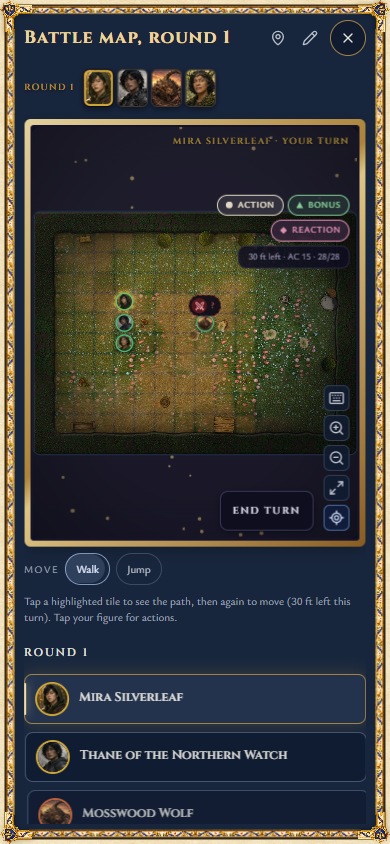 Battle map, round 1
ROUND 1
MIRA SILVERLEAF · YOUR TURN
ACTION
BONUS
REACTION
30 ft left · AC 15 · 28/28
END TURN
MOVE
Walk
Jump
Tap a highlighted tile to see the path, then again to move (30 ft left this
turn). Tap your figure for actions.
ROUND 1
Mira Silverleaf
Thane of the Northern Watch
Mosswood Wolf